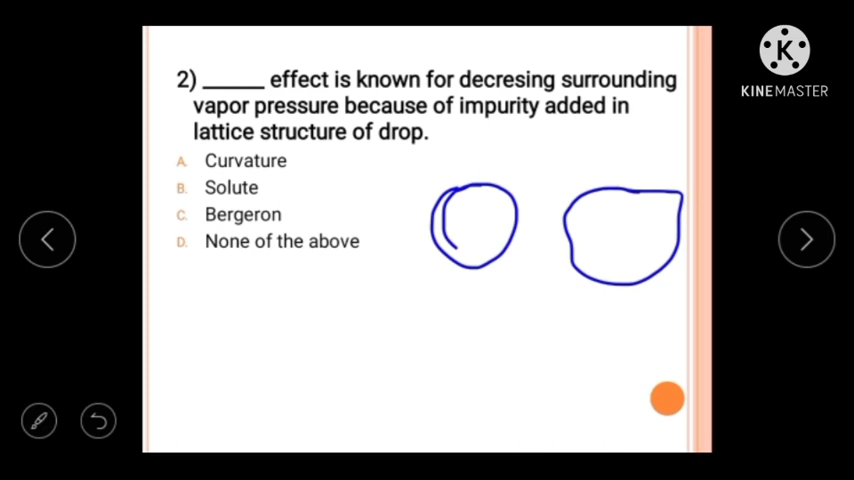 2) _____ effect is known for decresing surrounding
vapor pressure because of impurity added in
lattice structure of drop.
A. Curvature
B. Solute
C. Bergeron
D. None of the above
K
KINEMASTER